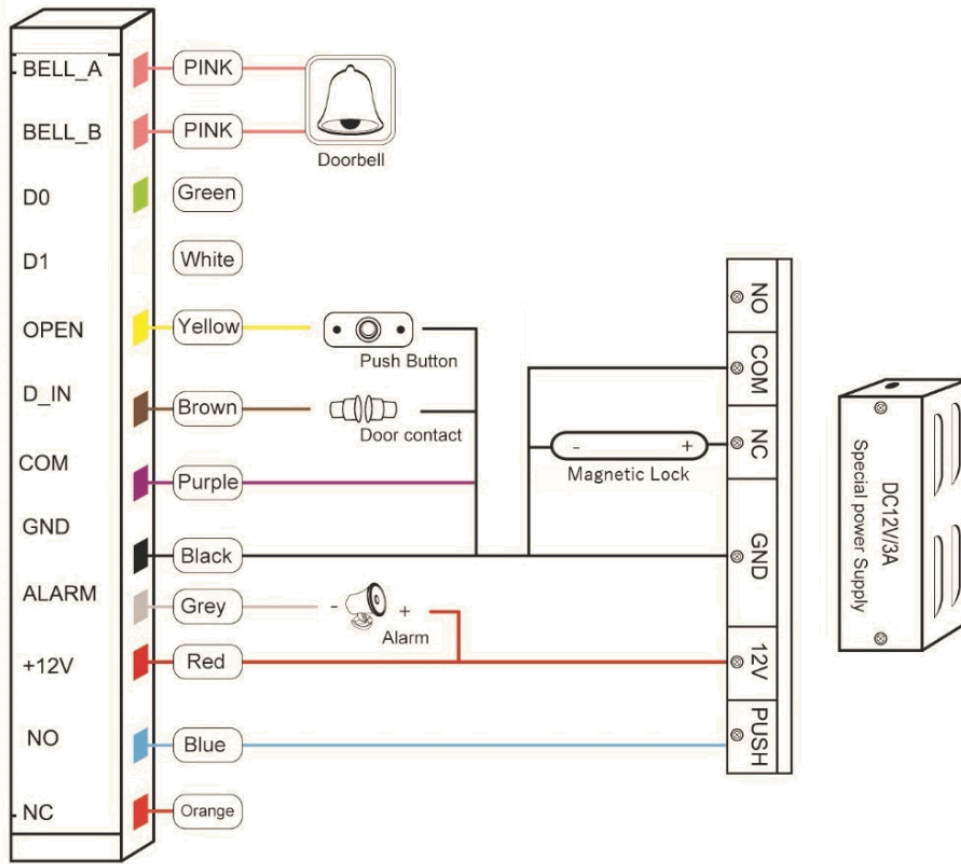 BELL_A
PINK
BELL_B
PINK
Doorbell
D0
Green
D1
White
OPEN
Yellow
Push Button
D_IN
Brown
Door contact
COM
Purple
GND
Black
ALARM
Grey
-
+
Alarm
+12V
Red
NO
Blue
NC
Orange
NO
COM
NC
-
+
Magnetic Lock
GND
12V
PUSH
DC12V/3A
Special power Supply